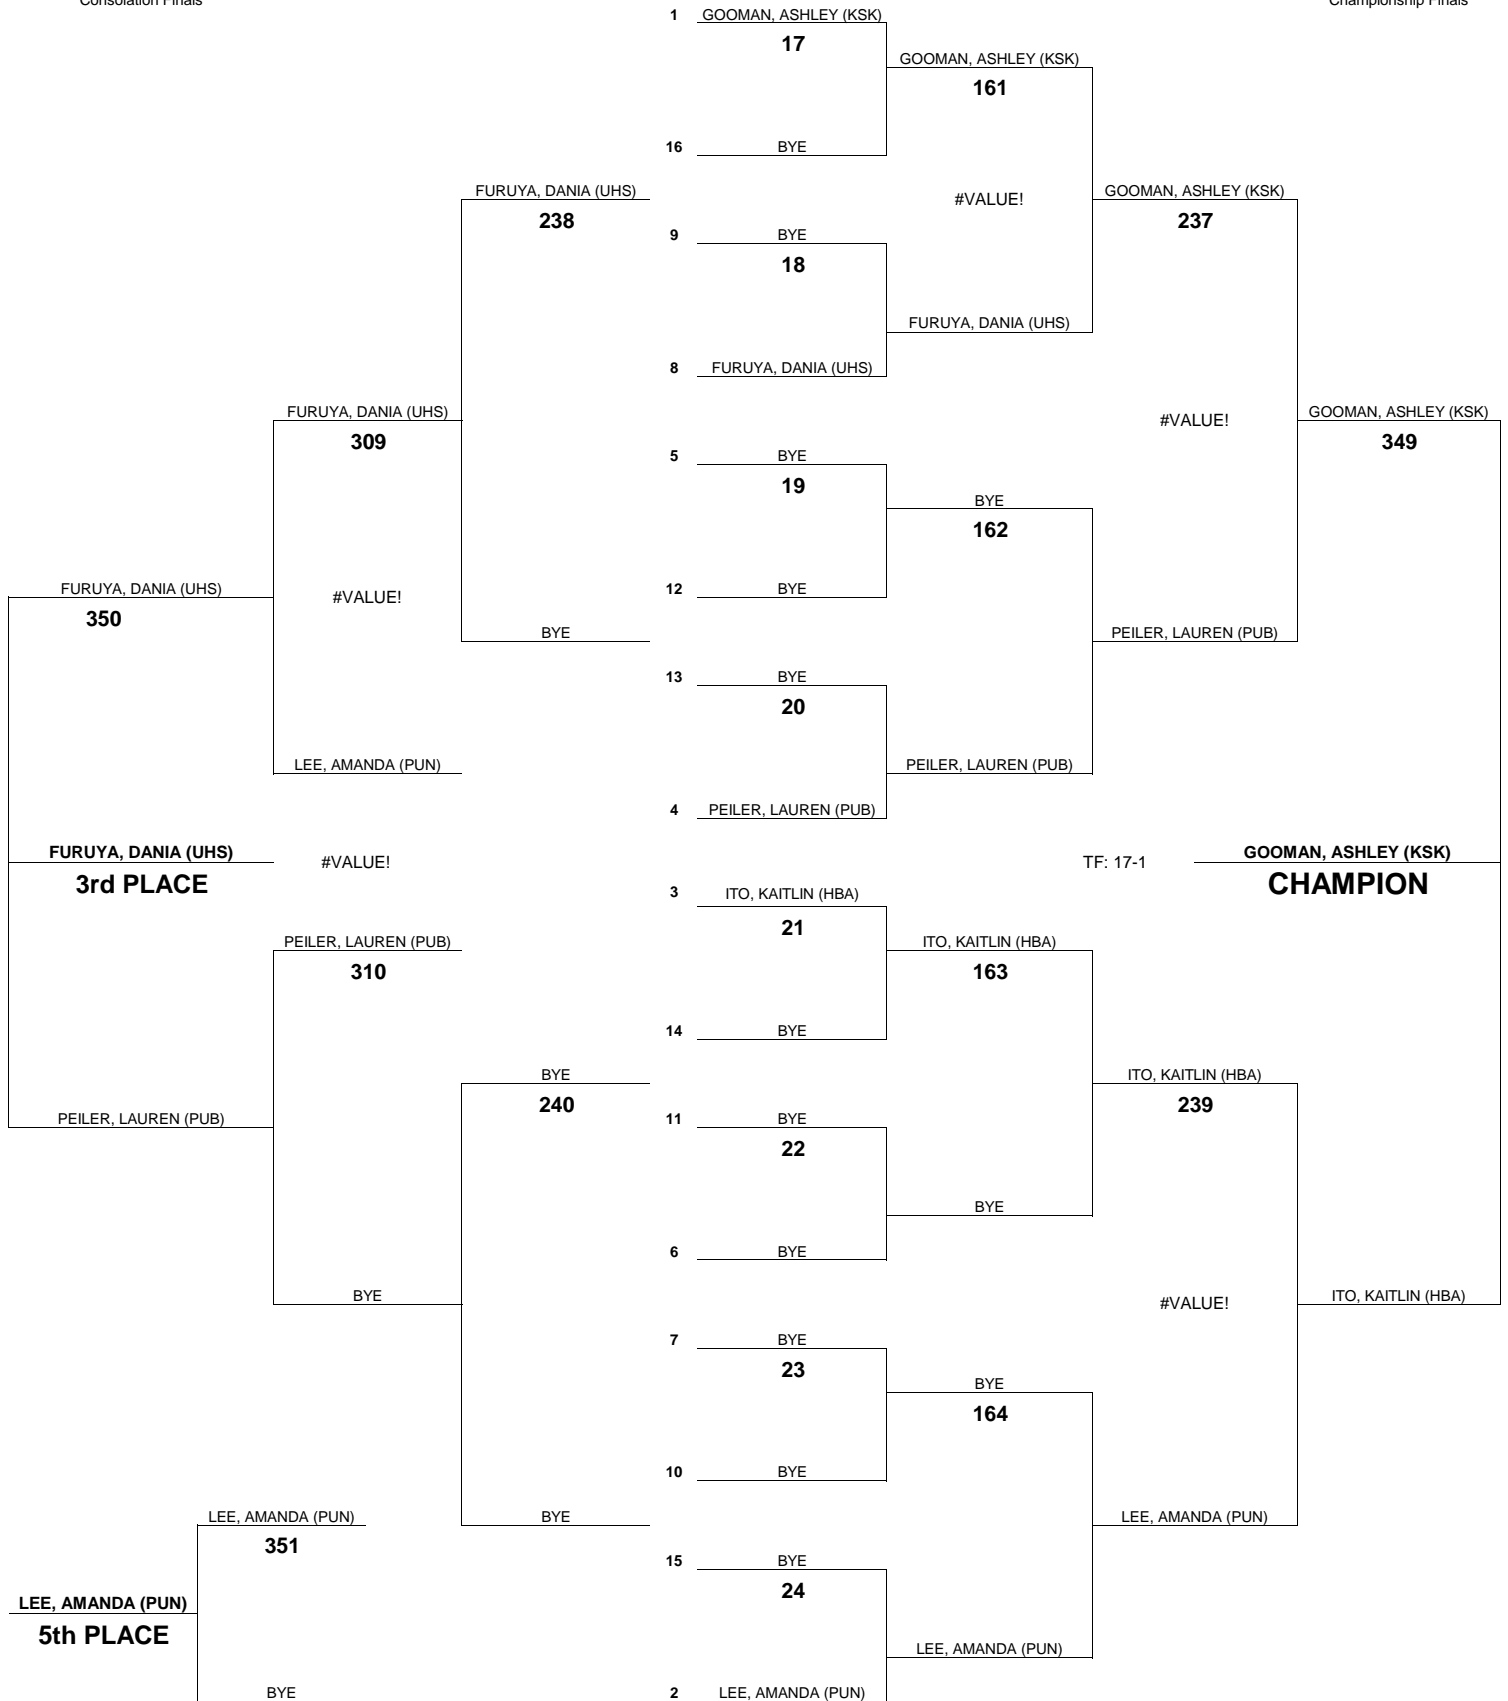 Consolation Finals
Championship Finals
1 GOOMAN, ASHLEY (KSK)
17
GOOMAN, ASHLEY (KSK)
161
16 BYE
FURUYA, DANIA (UHS)
#VALUE!
GOOMAN, ASHLEY (KSK)
238
237
9 BYE
18
FURUYA, DANIA (UHS)
8 FURUYA, DANIA (UHS)
FURUYA, DANIA (UHS)
#VALUE!
GOOMAN, ASHLEY (KSK)
309
349
5 BYE
19
BYE
162
FURUYA, DANIA (UHS)
#VALUE!
12 BYE
350
BYE
PEILER, LAUREN (PUB)
13 BYE
20
LEE, AMANDA (PUN)
PEILER, LAUREN (PUB)
4 PEILER, LAUREN (PUB)
FURUYA, DANIA (UHS)
#VALUE!
TF: 17-1
GOOMAN, ASHLEY (KSK)
3rd PLACE
CHAMPION
3 ITO, KAITLIN (HBA)
21
PEILER, LAUREN (PUB)
ITO, KAITLIN (HBA)
310
163
14 BYE
BYE
ITO, KAITLIN (HBA)
240
239
PEILER, LAUREN (PUB)
11 BYE
22
BYE
6 BYE
BYE
#VALUE!
ITO, KAITLIN (HBA)
7 BYE
23
BYE
164
10 BYE
LEE, AMANDA (PUN)
BYE
LEE, AMANDA (PUN)
351
15 BYE
24
LEE, AMANDA (PUN)
5th PLACE
LEE, AMANDA (PUN)
BYE
2 LEE, AMANDA (PUN)